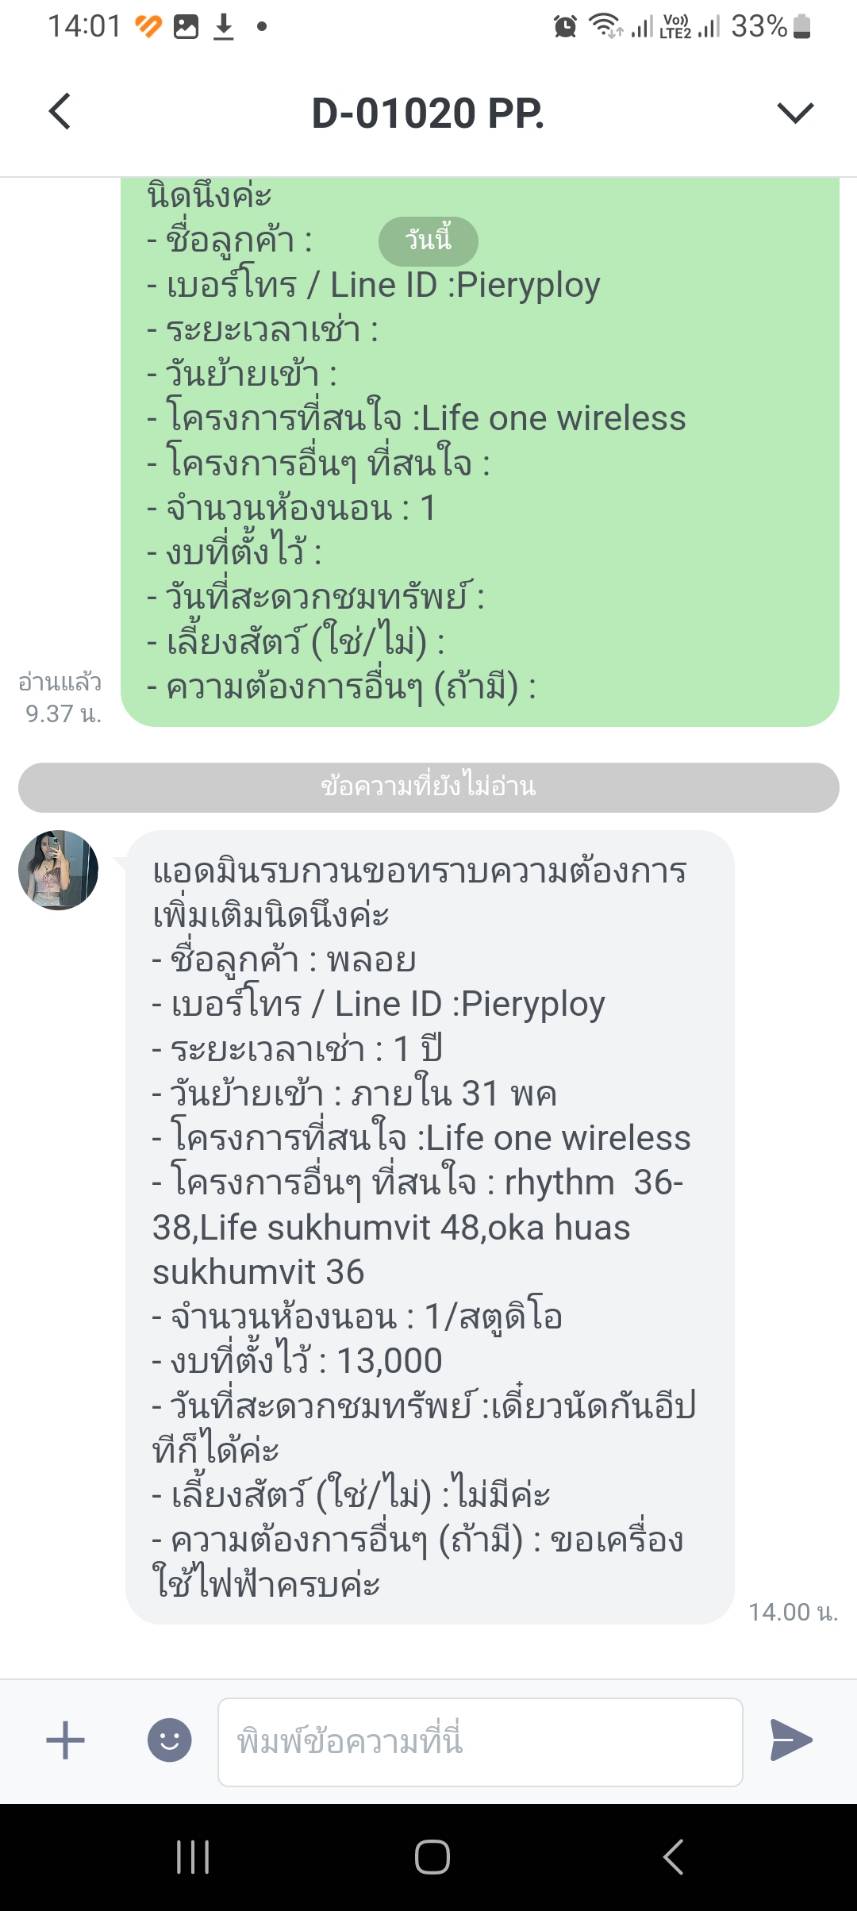 14:01
Vo)) LTE2
33%
D-01020 PP.
นิดนึงค่ะ
- ชื่อลูกค้า :
วันนี้
- เบอร์โทร / Line ID :Pieryploy
- ระยะเวลาเช่า :
- วันย้ายเข้า :
- โครงการที่สนใจ :Life one wireless
- โครงการอื่นๆ ที่สนใจ :
- จำนวนห้องนอน : 1
- งบที่ตั้งไว้ :
- วันที่สะดวกชมทรัพย์ :
- เลี้ยงสัตว์ (ใช่/ไม่) :
- ความต้องการอื่นๆ (ถ้ามี) :
อ่านแล้ว
9.37 น.
ข้อความที่ยังไม่อ่าน
แอดมินรบกวนขอทราบความต้องการ
เพิ่มเติมนิดนึงค่ะ
- ชื่อลูกค้า : พลอย
- เบอร์โทร / Line ID :Pieryploy
- ระยะเวลาเช่า : 1 ปี
- วันย้ายเข้า : ภายใน 31 พค
- โครงการที่สนใจ :Life one wireless
- โครงการอื่นๆ ที่สนใจ : rhythm  36-
38,Life sukhumvit 48,oka huas
sukhumvit 36
- จำนวนห้องนอน : 1/สตูดิโอ
- งบที่ตั้งไว้ : 13,000
- วันที่สะดวกชมทรัพย์ :เดี๋ยวนัดกันอีป
ทีก็ได้ค่ะ
- เลี้ยงสัตว์ (ใช่/ไม่) :ไม่มีค่ะ
- ความต้องการอื่นๆ (ถ้ามี) : ขอเครื่อง
ใช้ไฟฟ้าครบค่ะ
14.00 น.
พิมพ์ข้อความที่นี่